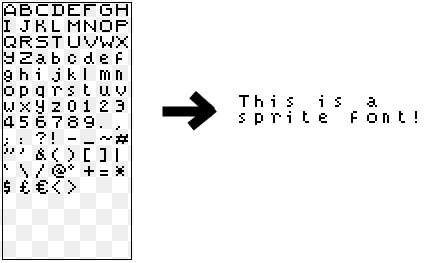 ABCDEFGH
IJKLMNOP
QRSTUVWX
YZabcdef
ghijklmn
opqrstuv
wxyz0123
456789.,
;:?!-_~#
"'&()[]|
`\/@°+=*
$£€<>
This is a
sprite font!